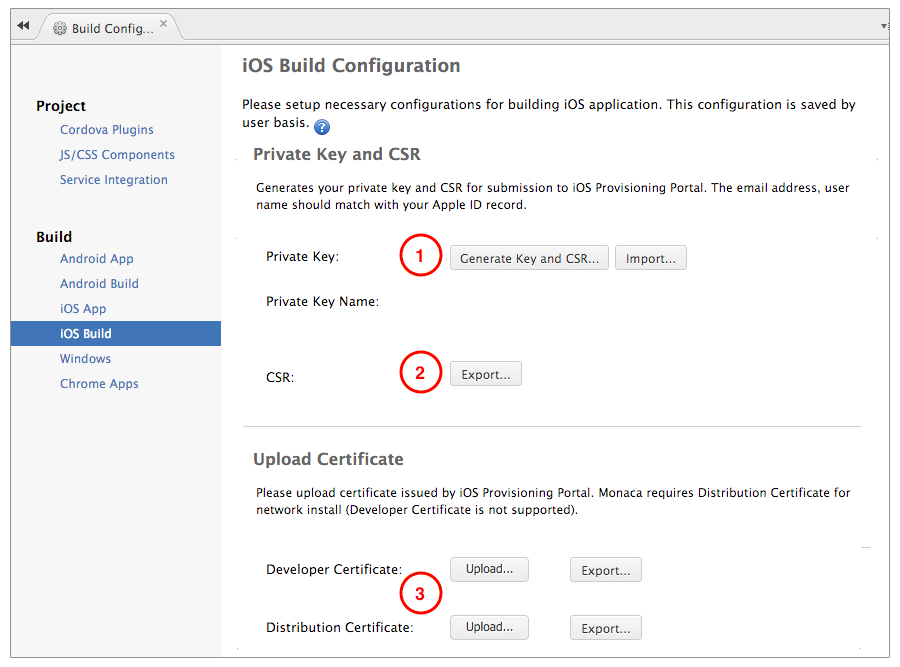 Build Config...
Project
Cordova Plugins
JS/CSS Components
Service Integration
Build
Android App
Android Build
iOS App
iOS Build
Windows
Chrome Apps
iOS Build Configuration
Please setup necessary configurations for building iOS application. This configuration is saved by
user basis. ?
Private Key and CSR
Generates your private key and CSR for submission to iOS Provisioning Portal. The email address, user
name should match with your Apple ID record.
Private Key: 1 Generate Key and CSR... Import...
Private Key Name:
CSR: 2 Export...
Upload Certificate
Please upload certificate issued by iOS Provisioning Portal. Monaca requires Distribution Certificate for
network install (Developer Certificate is not supported).
Developer Certificate: Upload... Export...
3
Distribution Certificate: Upload... Export...